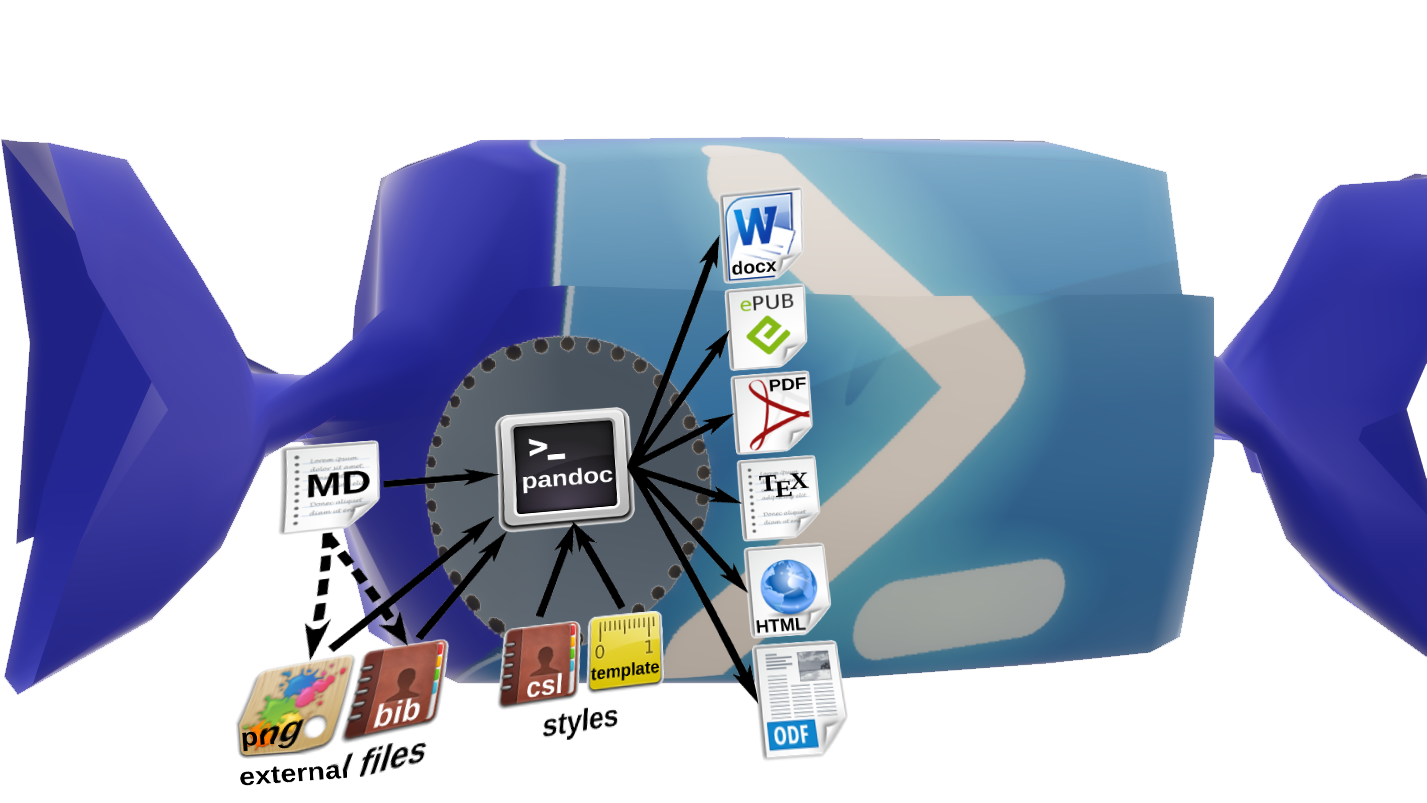 docx
ePUB
PDF
TEX
HTML
ODF
MD
>_
pandoc
png
bib
external files
csl
0 1
template
styles